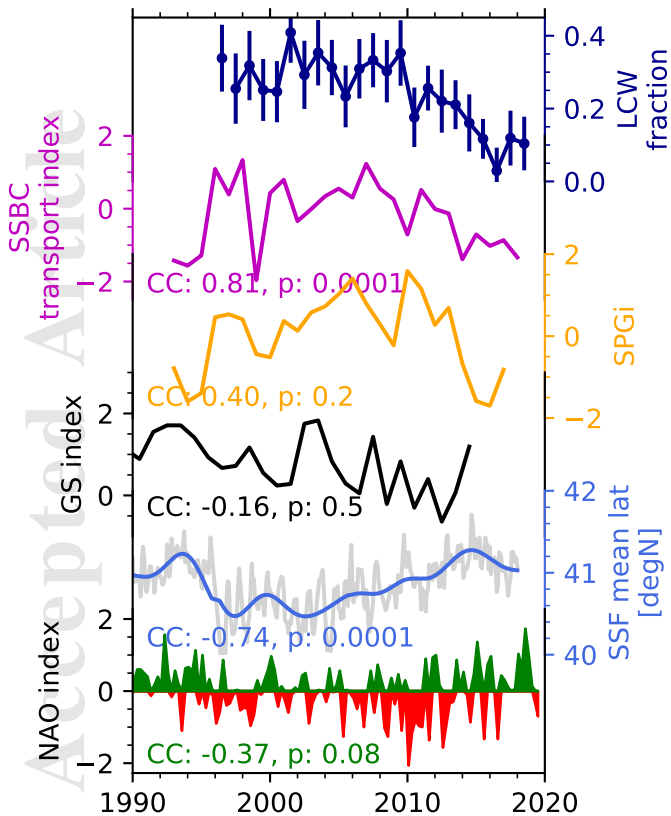 0.4
0.2
0.0
LCW
fraction
2
0
−2
SSBC
transport index
CC: 0.81, p: 0.0001
2
0
−2
SPGi
CC: 0.40, p: 0.2
2
0
GS index
CC: -0.16, p: 0.5
42
41
40
SSF mean lat
[degN]
CC: -0.74, p: 0.0001
2
0
−2
NAO index
CC: -0.37, p: 0.08
1990 2000 2010 2020
Accepted Article